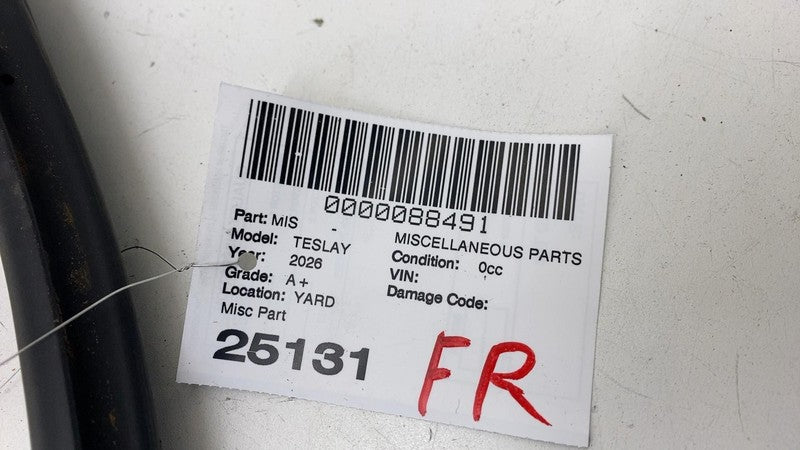 0000088491
Part: MIS - MISCELLANEOUS PARTS
Model: TESLAY Condition: 0cc
Year: 2026 VIN:
Grade: A+ Damage Code:
Location: YARD
Misc Part
25131
FR